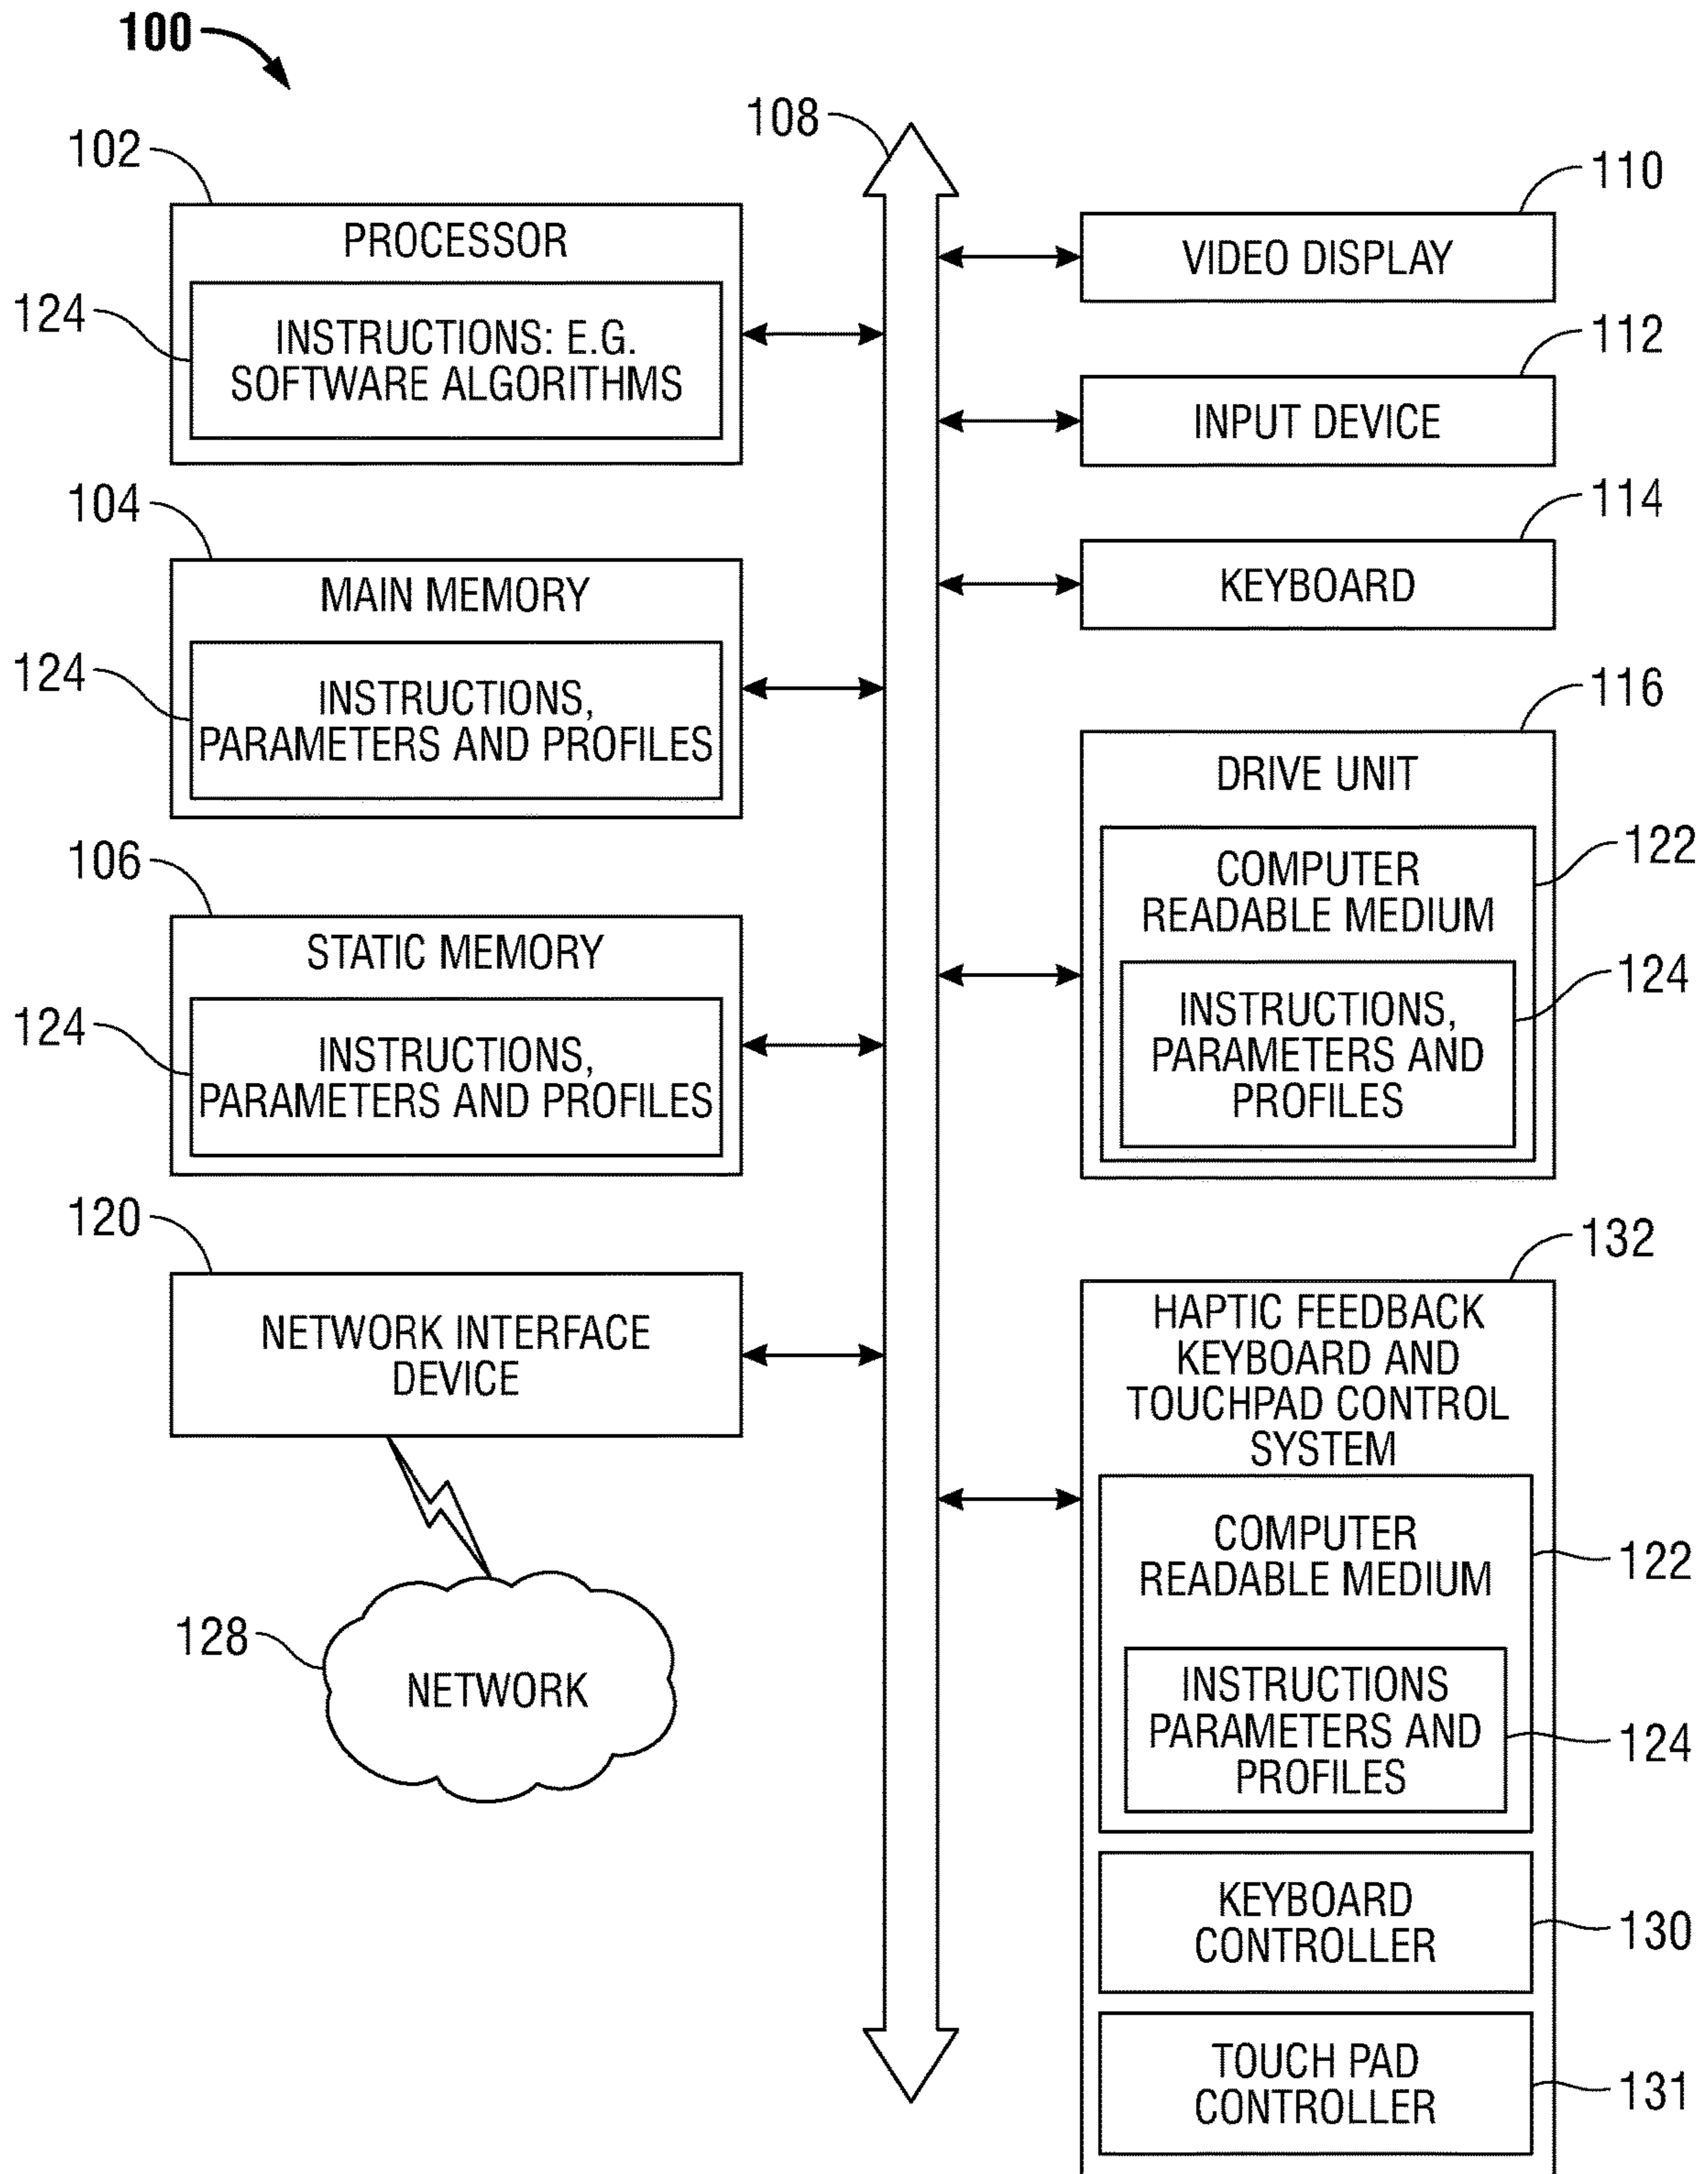 100
108
102
PROCESSOR
124
INSTRUCTIONS: E.G.
SOFTWARE ALGORITHMS
104
MAIN MEMORY
124
INSTRUCTIONS,
PARAMETERS AND PROFILES
106
STATIC MEMORY
124
INSTRUCTIONS,
PARAMETERS AND PROFILES
120
NETWORK INTERFACE
DEVICE
128
NETWORK
110
VIDEO DISPLAY
112
INPUT DEVICE
114
KEYBOARD
116
DRIVE UNIT
122
COMPUTER
READABLE MEDIUM
124
INSTRUCTIONS,
PARAMETERS AND
PROFILES
132
HAPTIC FEEDBACK
KEYBOARD AND
TOUCHPAD CONTROL
SYSTEM
COMPUTER
READABLE MEDIUM
122
INSTRUCTIONS
PARAMETERS AND
PROFILES
124
KEYBOARD
CONTROLLER
130
TOUCH PAD
CONTROLLER
131